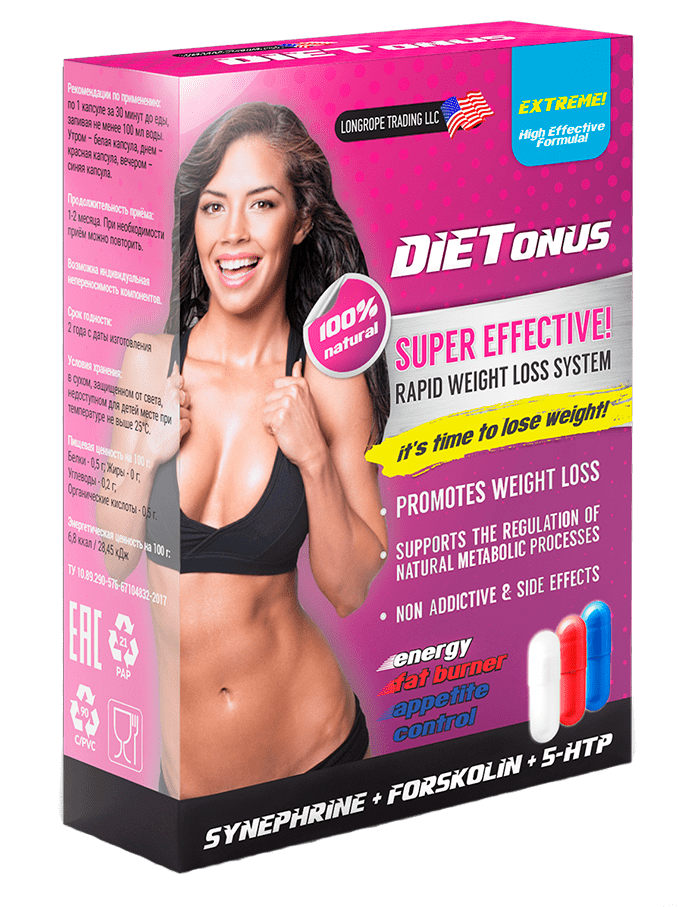 LONGROPE TRADING LLC
EXTREME!
High Effective
Formula!
DIETONUS
100%
natural
SUPER EFFECTIVE!
RAPID WEIGHT LOSS SYSTEM
it's time to lose weight!
• PROMOTES WEIGHT LOSS
• SUPPORTS THE REGULATION OF
NATURAL METABOLIC PROCESSES
• NON ADDICTIVE & SIDE EFFECTS
energy
fat burner
appetite
control
SYNEPHRINE + FORSKOLIN + 5-HTP
Рекомендации по применению:
по 1 капсуле за 30 минут до еды,
запивая не менее 100 мл воды.
Утром – белая капсула, днем –
красная капсула, вечером –
синяя капсула.
Продолжительность приёма:
1-2 месяца. При необходимости
приём можно повторить.
Возможна индивидуальная
непереносимость компонентов.
Срок годности:
2 года с даты изготовления
Условия хранения:
в сухом, защищенном от света,
недоступном для детей месте при
температуре не выше 25°C.
Пищевая ценность на 100 г:
Белки - 0,5 г; Жиры - 0 г;
Углеводы - 0,2 г;
Органические кислоты - 0,5 г.
Энергетическая ценность на 100 г:
6,8 ккал / 28,45 кДж
ТУ 10.89.290-576-67104832-2017
EAC
21
PAP
90
C/PVC